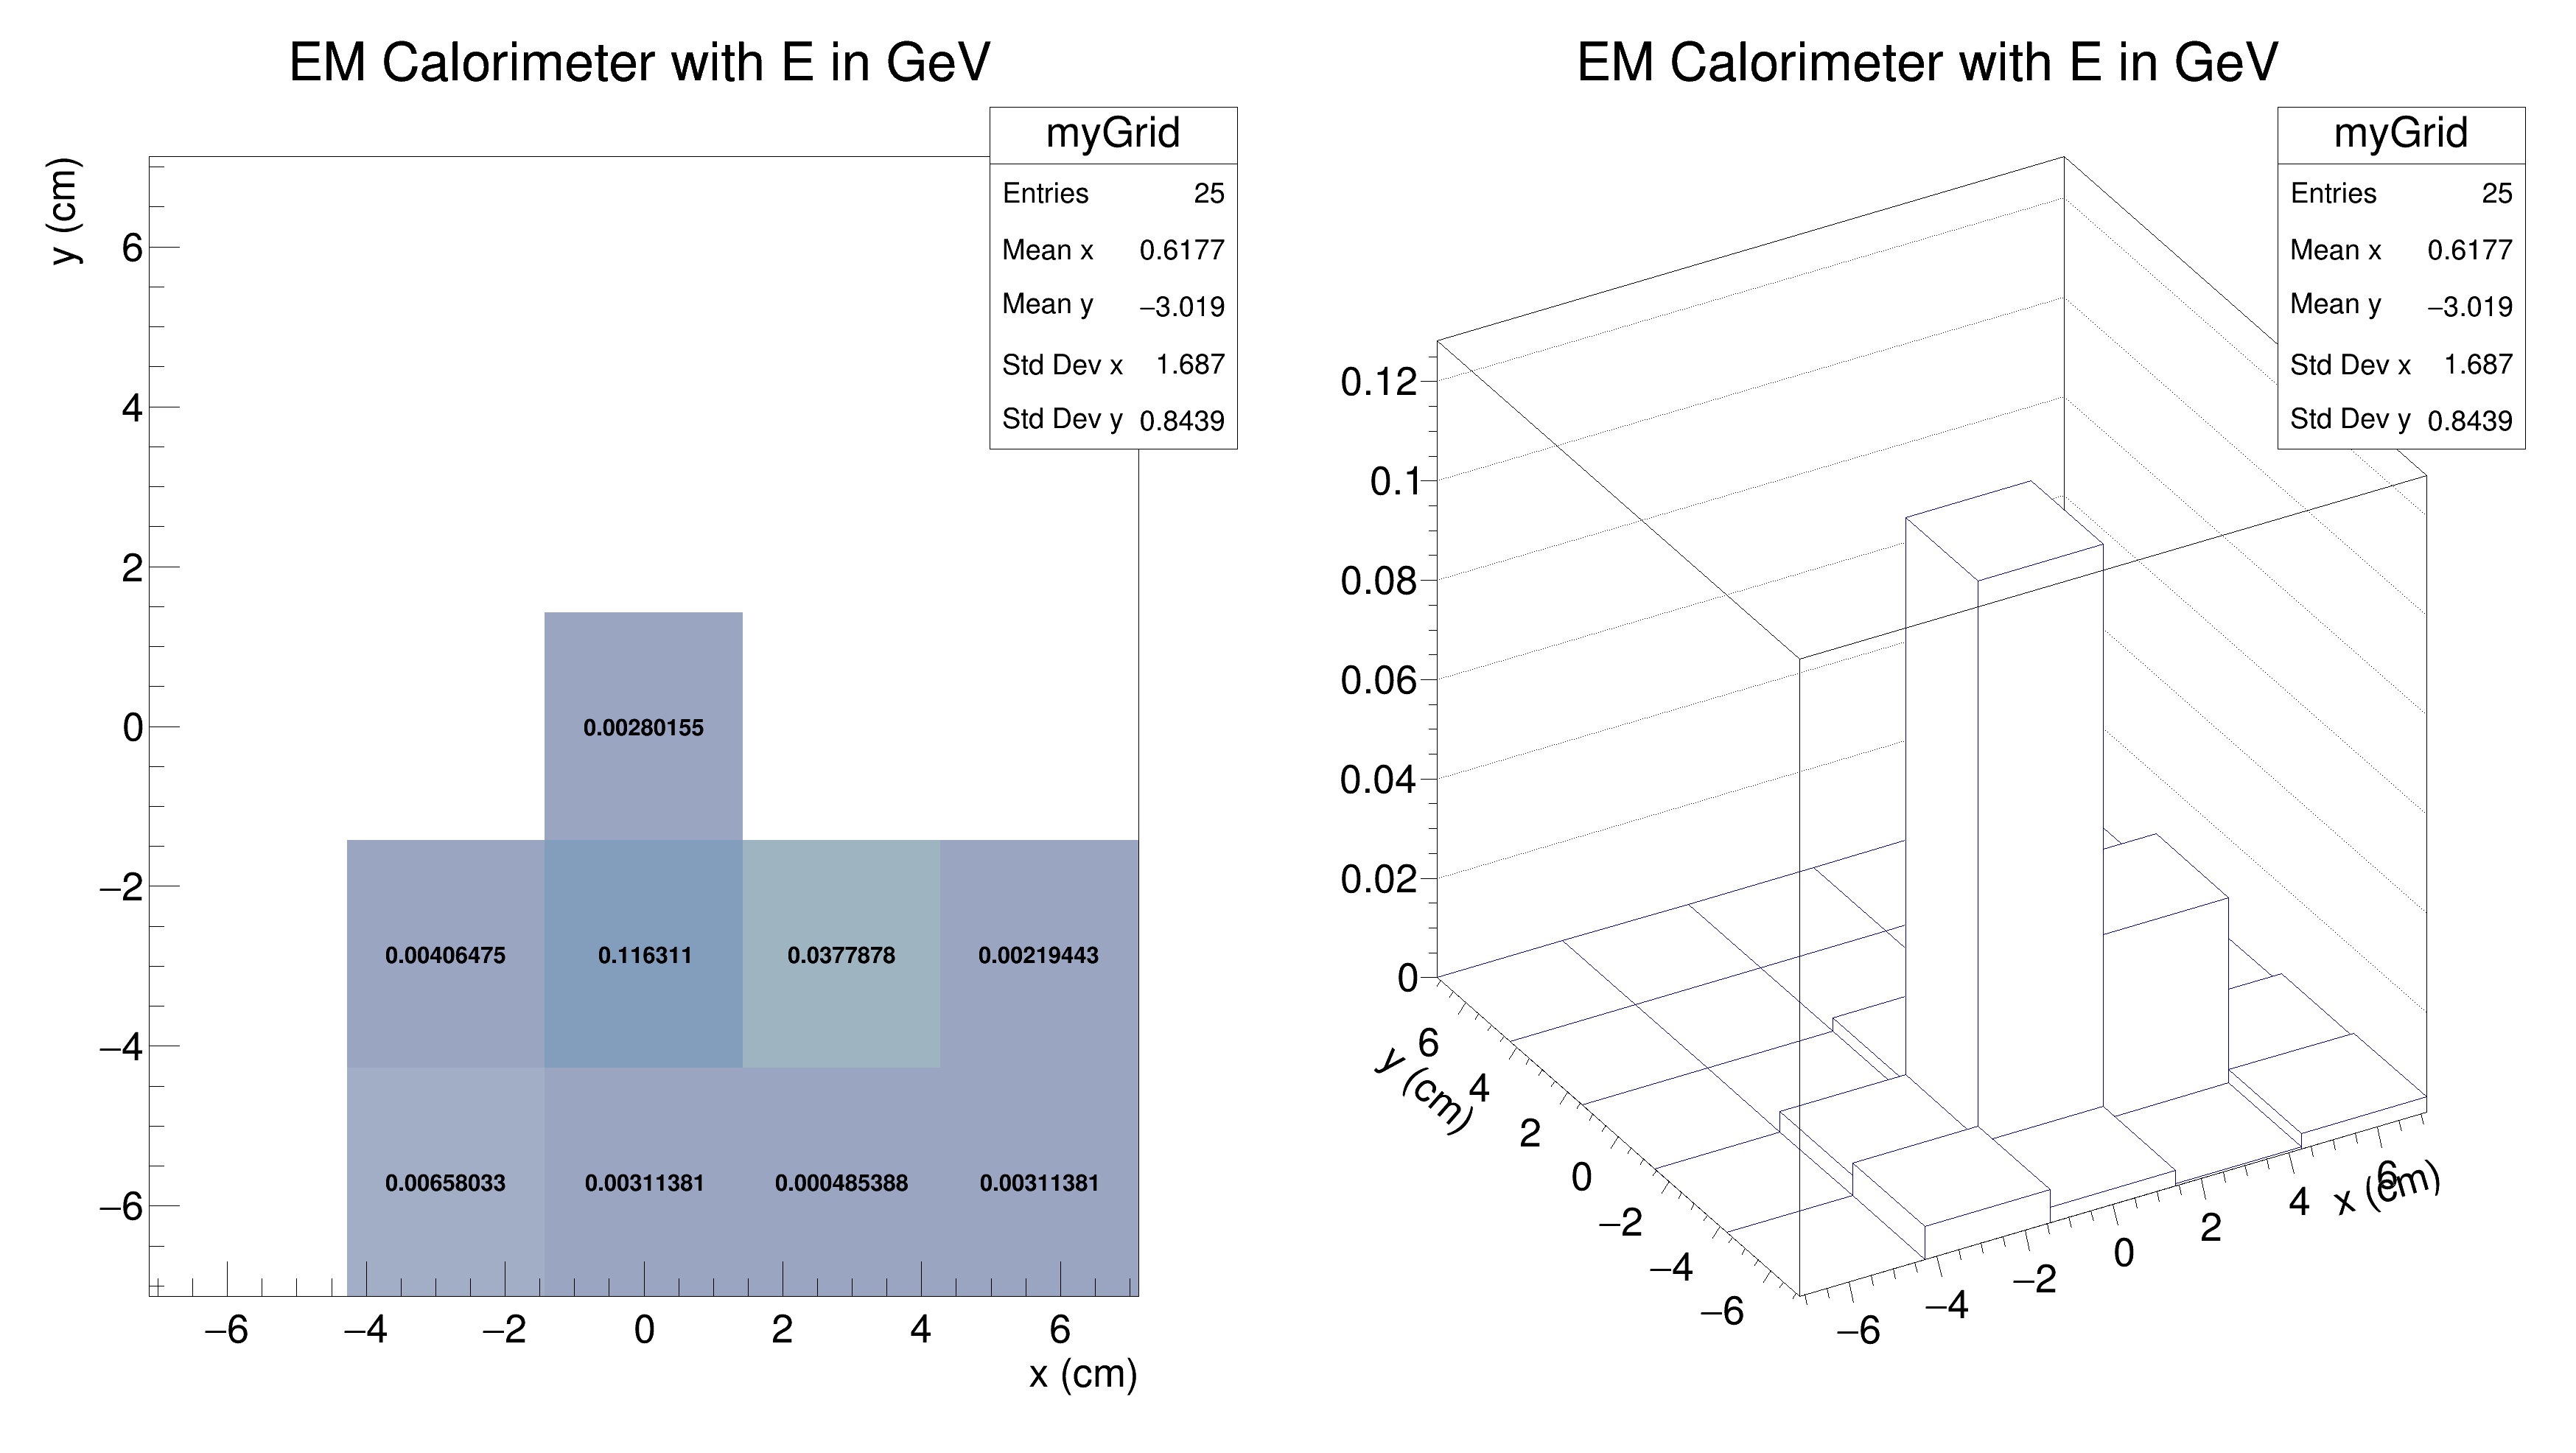 EM Calorimeter with E in GeV
myGrid
Entries 25
Mean x 0.6177
Mean y −3.019
Std Dev x 1.687
Std Dev y 0.8439
y (cm)
6
4
2
0
−2
−4
−6
0.00280155
0.00406475 0.116311 0.0377878 0.00219443
0.00658033 0.00311381 0.000485388 0.00311381
−6 −4 −2 0 2 4 6
x (cm)
EM Calorimeter with E in GeV
myGrid
Entries 25
Mean x 0.6177
Mean y −3.019
Std Dev x 1.687
Std Dev y 0.8439
0.12
0.1
0.08
0.06
0.04
0.02
0
y (cm)
6
4
2
0
−2
−4
−6
−6 −4 −2 0 2 4 6
x (cm)